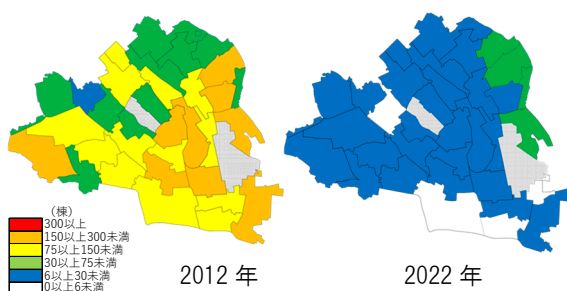 (棟)
300以上
150以上300未満
75以上150未満
30以上75未満
6以上30未満
0以上6未満
2012 年
2022 年